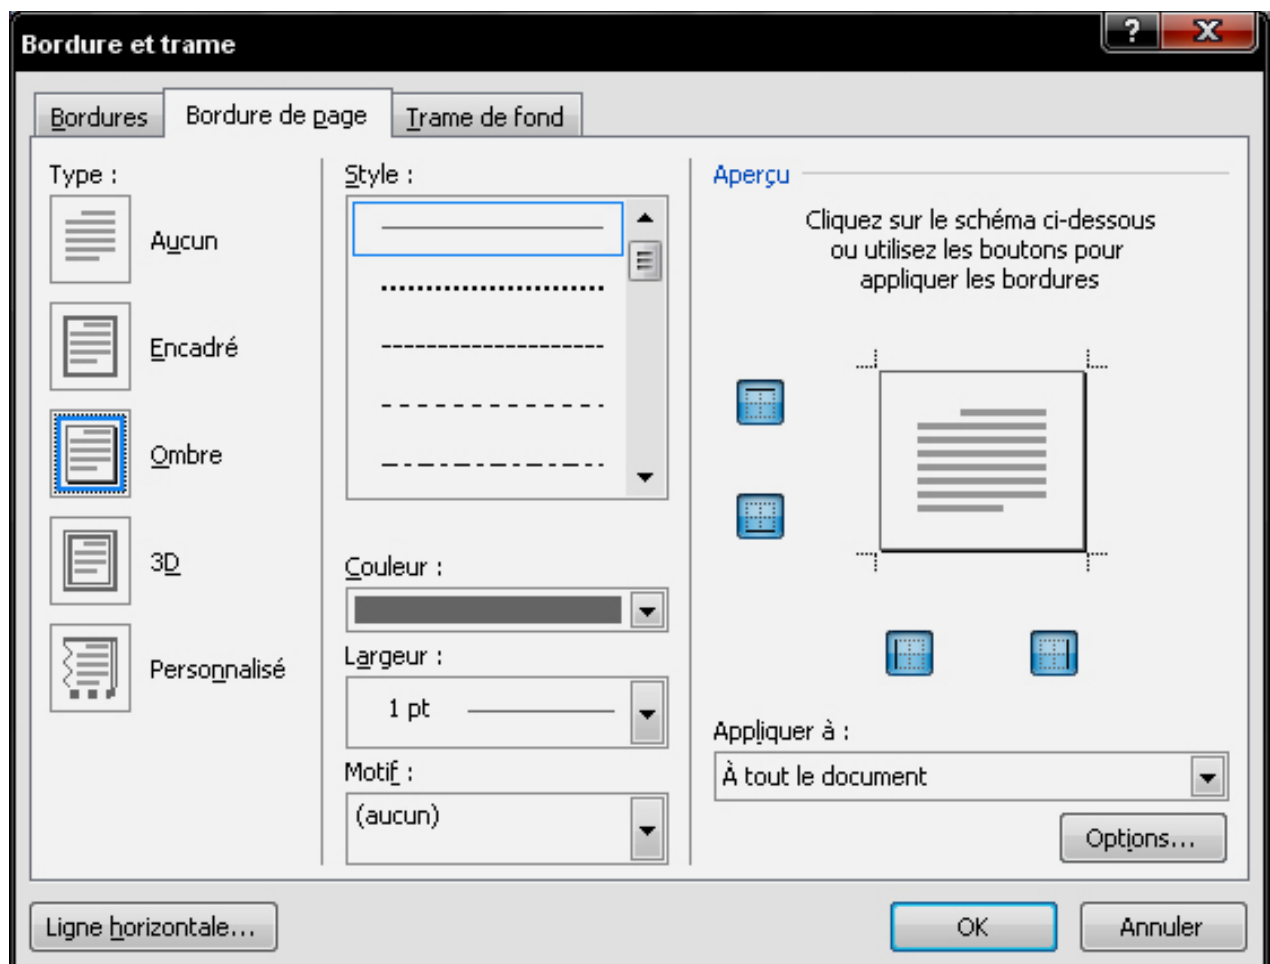 Bordure et trame
?
Bordures
Bordure de page
Trame de fond
Type :
Aucun
Encadré
Ombre
3D
Personnalisé
Style :
Couleur :
Largeur :
1 pt
Motif :
(aucun)
Aperçu
Cliquez sur le schéma ci-dessous
ou utilisez les boutons pour
appliquer les bordures
Appliquer à :
À tout le document
Options...
Ligne horizontale...
OK
Annuler